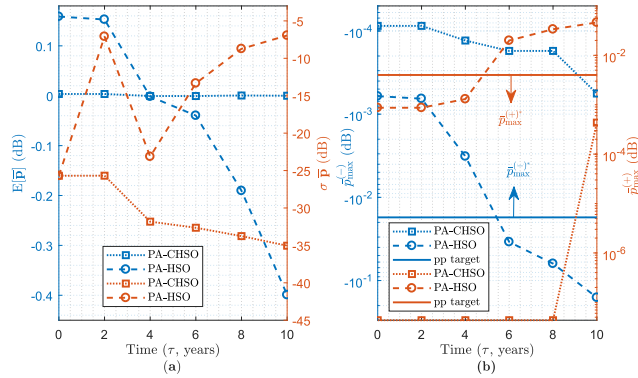 (a)
0.1
0
-0.1
-0.2
-0.3
-0.4
E[p̅] (dB)
-5
-10
-15
-20
-25
-30
-35
-40
-45
σ p̅ (dB)
PA-CHSO
PA-HSO
PA-CHSO
PA-HSO
0 2 4 6 8 10
Time (τ, years)
(a)
(b)
-10⁻⁴
-10⁻³
-10⁻²
-10⁻¹
p̅max⁽⁻⁾ (dB)
10⁻²
10⁻⁴
10⁻⁶
p̅max⁽⁺⁾ (dB)
p̅max⁽⁺⁾*
p̅max⁽⁻⁾*
PA-CHSO
PA-HSO
pp target
PA-CHSO
PA-HSO
pp target
0 2 4 6 8 10
Time (τ, years)
(b)